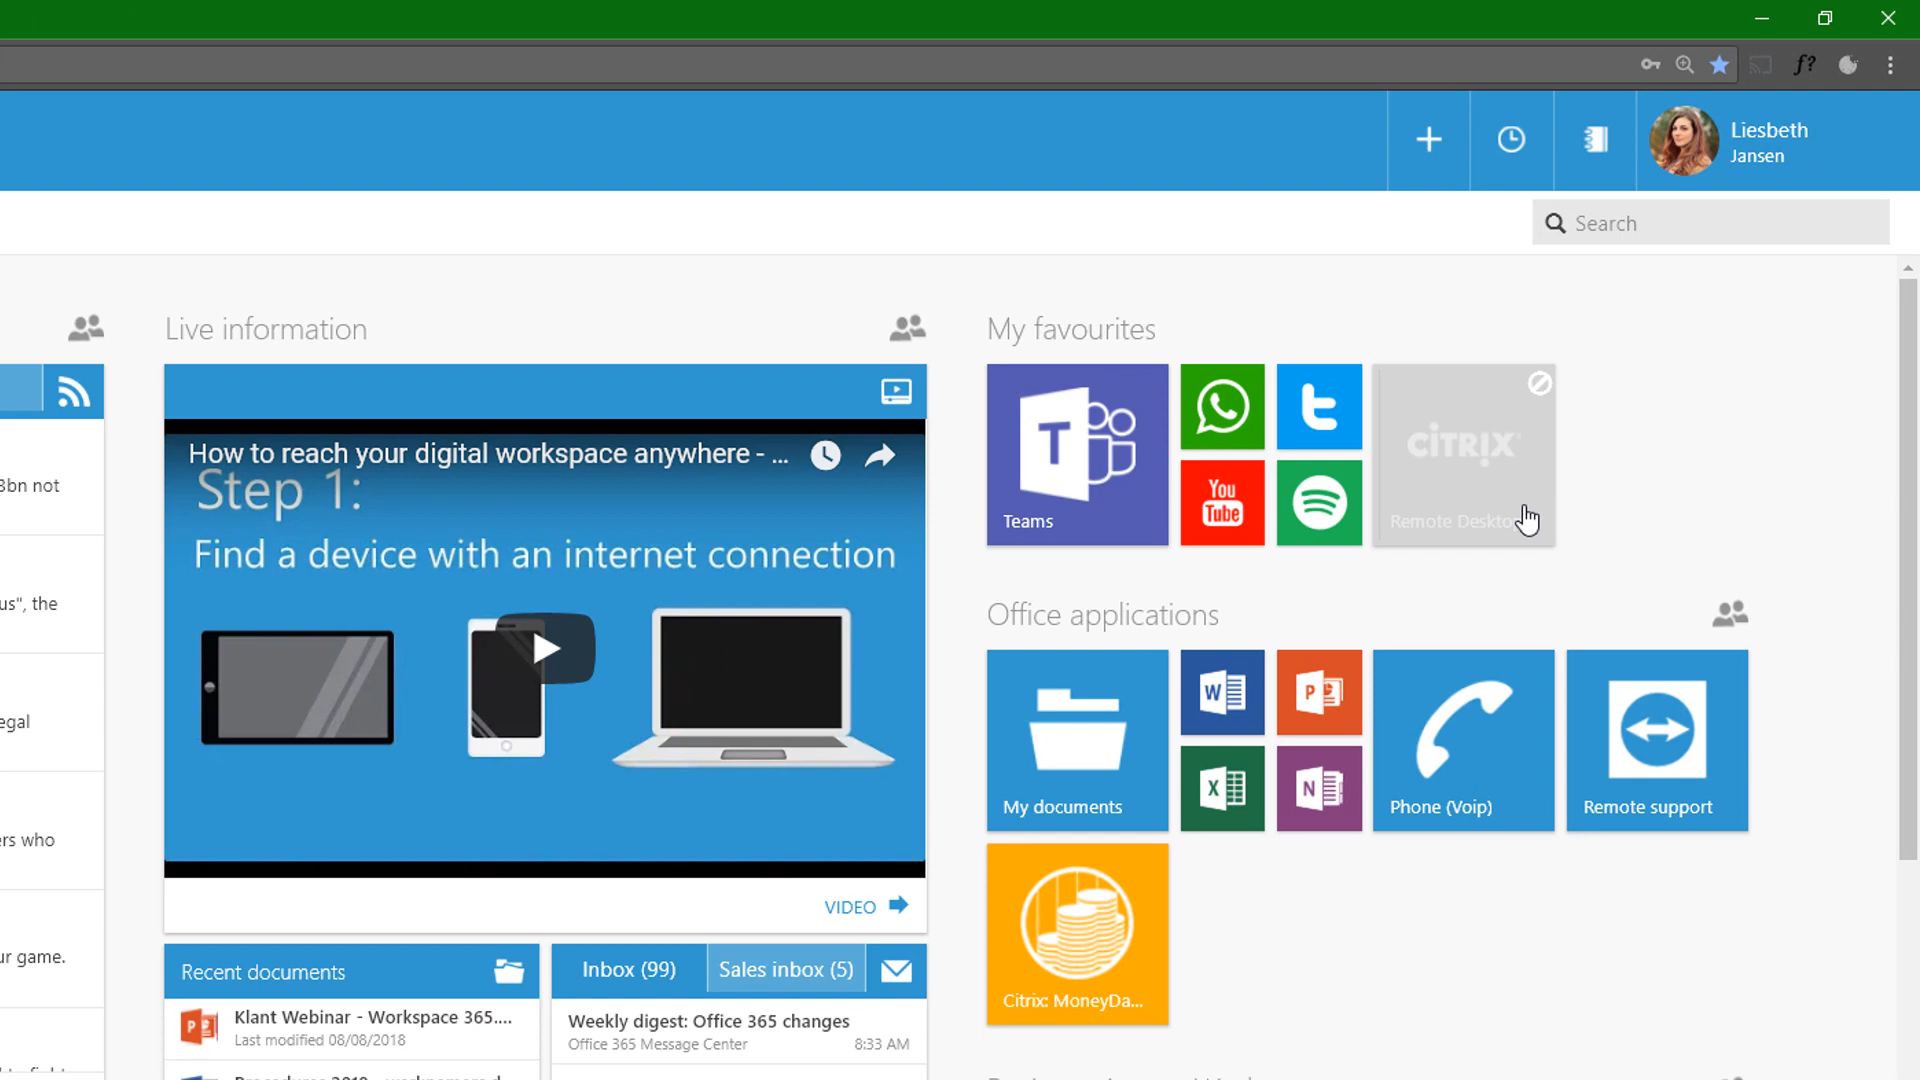 f?
Liesbeth
Jansen
Search
Live information
My favourites
Bbn not
us", the
egal
ers who
ur game.
How to reach your digital workspace anywhere - ...
Step 1:
Find a device with an internet connection
VIDEO
Teams
You
Tube
CITRIX
Remote Deskto
Office applications
My documents
W
P
X
N
Phone (Voip)
Remote support
Citrix: MoneyDa...
Recent documents
Klant Webinar - Workspace 365....
Last modified 08/08/2018
Inbox (99)
Sales inbox (5)
Weekly digest: Office 365 changes
Office 365 Message Center
8:33 AM